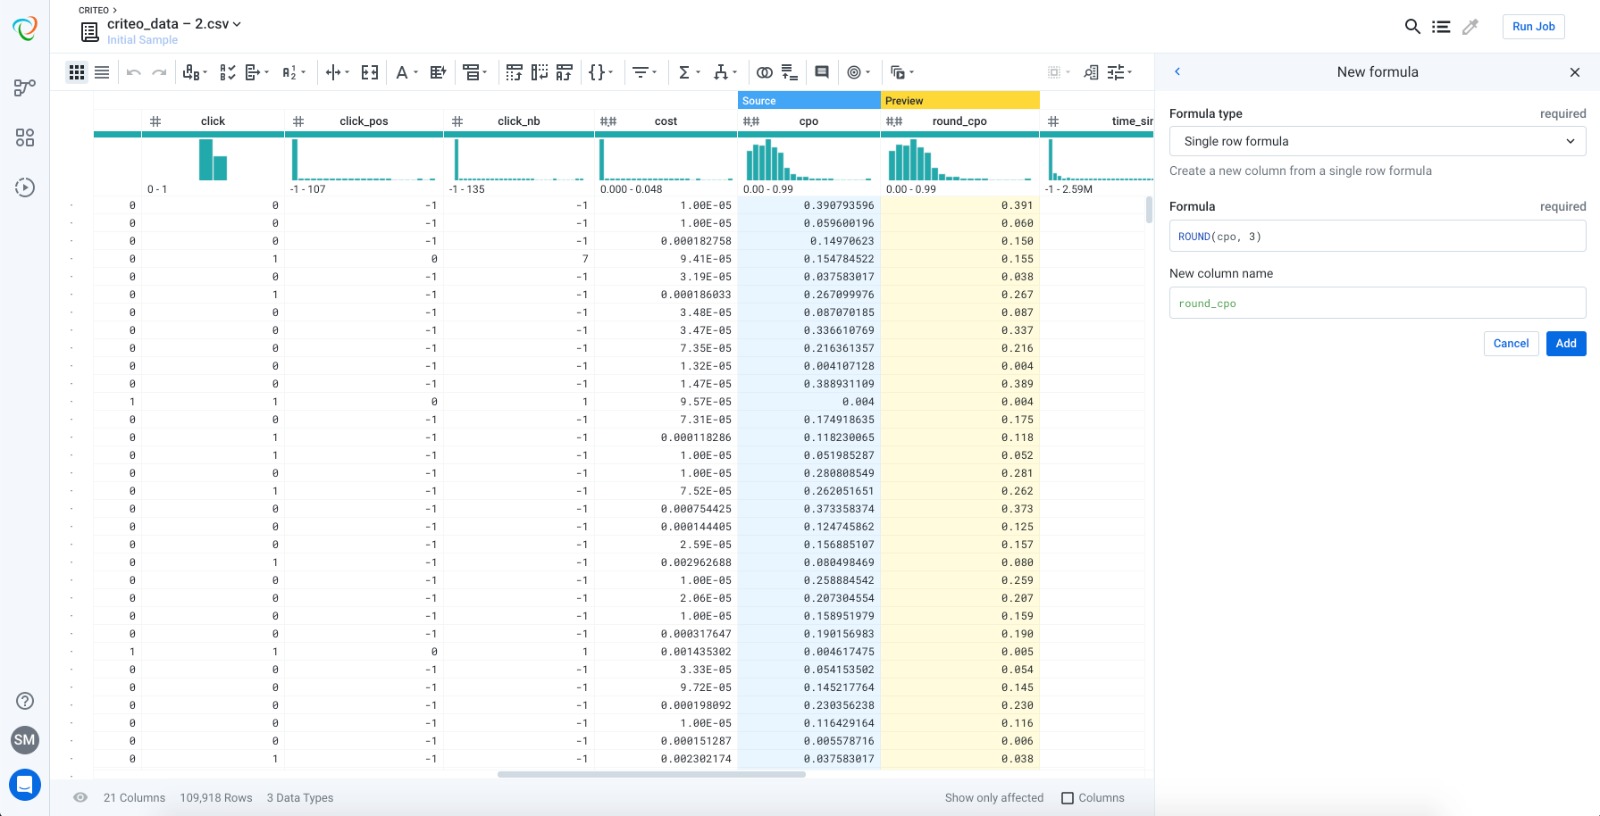 CRITEO >
criteo_data – 2.csv
Initial Sample
Run Job
New formula
Source Preview
# click # click_pos # click_nb #.# cost #.# cpo #.# round_cpo # time_sin
0 - 1 -1 - 107 -1 - 135 0.000 - 0.048 0.00 - 0.99 0.00 - 0.99 -1 - 2.59M
0 0 -1 -1 1.00E-05 0.390793596 0.391
0 0 -1 -1 1.00E-05 0.059600196 0.060
0 0 -1 -1 0.000182758 0.14970623 0.150
0 1 0 7 9.41E-05 0.154784522 0.155
0 0 -1 -1 3.19E-05 0.037583017 0.038
0 1 -1 -1 0.000186033 0.267099976 0.267
0 0 -1 -1 3.48E-05 0.087070185 0.087
0 0 -1 -1 3.47E-05 0.336610769 0.337
0 0 -1 -1 7.35E-05 0.216361357 0.216
0 0 -1 -1 1.32E-05 0.004107128 0.004
0 0 -1 -1 1.47E-05 0.388931109 0.389
1 1 0 1 9.57E-05 0.004 0.004
0 0 -1 -1 7.31E-05 0.174918635 0.175
0 1 -1 -1 0.000118286 0.118230065 0.118
0 1 -1 -1 1.00E-05 0.051985287 0.052
0 0 -1 -1 1.00E-05 0.280808549 0.281
0 1 -1 -1 7.52E-05 0.262051651 0.262
0 0 -1 -1 0.000754425 0.373358374 0.373
0 0 -1 -1 0.000144405 0.124745862 0.125
0 0 -1 -1 2.59E-05 0.156885107 0.157
0 1 -1 -1 0.002962688 0.080498469 0.080
0 0 -1 -1 1.00E-05 0.258884542 0.259
0 0 -1 -1 2.06E-05 0.207304554 0.207
0 0 -1 -1 1.00E-05 0.158951979 0.159
0 0 -1 -1 0.000317647 0.190156983 0.190
1 1 0 1 0.001435302 0.004617475 0.005
0 0 -1 -1 3.33E-05 0.054153502 0.054
0 0 -1 -1 9.72E-05 0.145217764 0.145
0 0 -1 -1 0.000198092 0.230356238 0.230
0 0 -1 -1 1.00E-05 0.116429164 0.116
0 0 -1 -1 0.000151287 0.005578716 0.006
0 1 -1 -1 0.002302174 0.037583017 0.038
Formula type required
Single row formula
Create a new column from a single row formula
Formula required
ROUND(cpo, 3)
New column name
round_cpo
Cancel Add
SM
21 Columns 109,918 Rows 3 Data Types Show only affected Columns